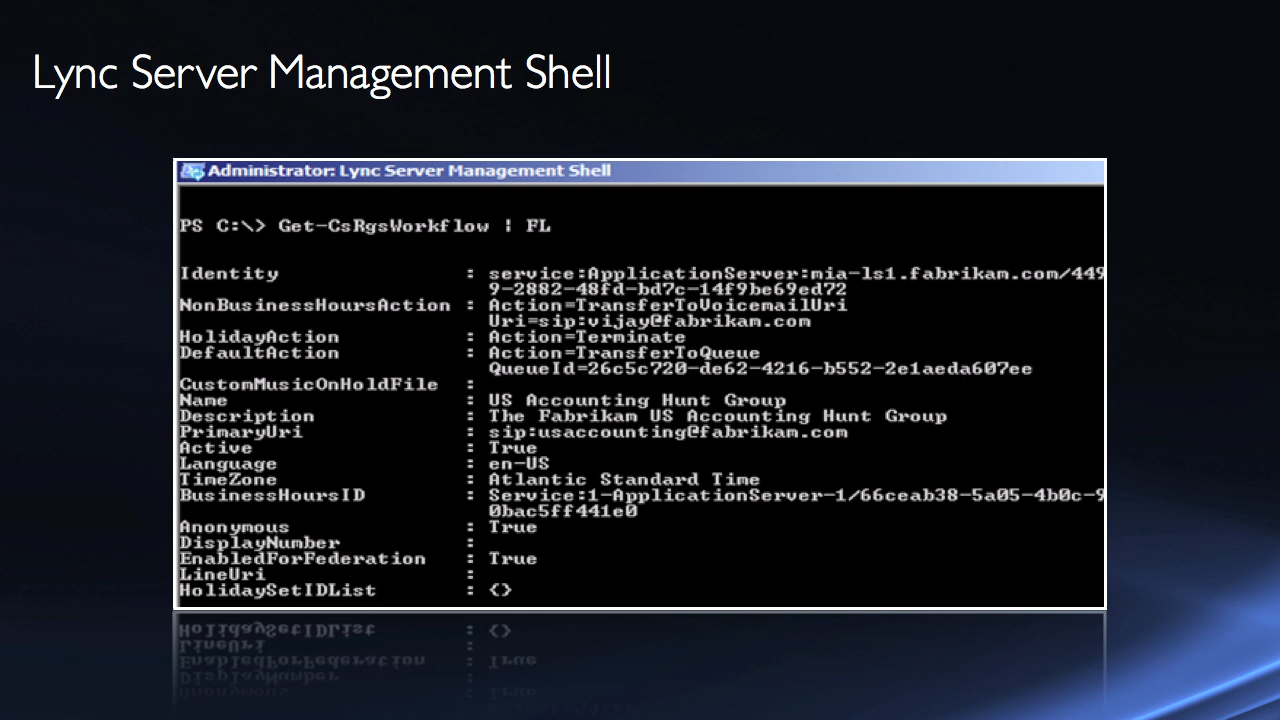 Lync Server Management Shell
Administrator: Lync Server Management Shell
PS C:\> Get-CsRgsWorkflow | FL
Identity : service:ApplicationServer:mia-ls1.fabrikam.com/449
9-2882-48fd-bd7c-14f9be69ed72
NonBusinessHoursAction : Action=TransferToVoicemailUri
Uri=sip:vijay@fabrikam.com
HolidayAction : Action=Terminate
DefaultAction : Action=TransferToQueue
QueueId=26c5c720-de62-4216-b552-2e1aeda607ee
CustomMusicOnHoldFile :
Name : US Accounting Hunt Group
Description : The Fabrikam US Accounting Hunt Group
PrimaryUri : sip:usaccounting@fabrikam.com
Active : True
Language : en-US
TimeZone : Atlantic Standard Time
BusinessHoursID : Service:1-ApplicationServer-1/66ceab38-5a05-4b0c-9
0bac5ff441e0
Anonymous : True
DisplayNumber :
EnabledForFederation : True
LineUri :
HolidaySetIDList : {}